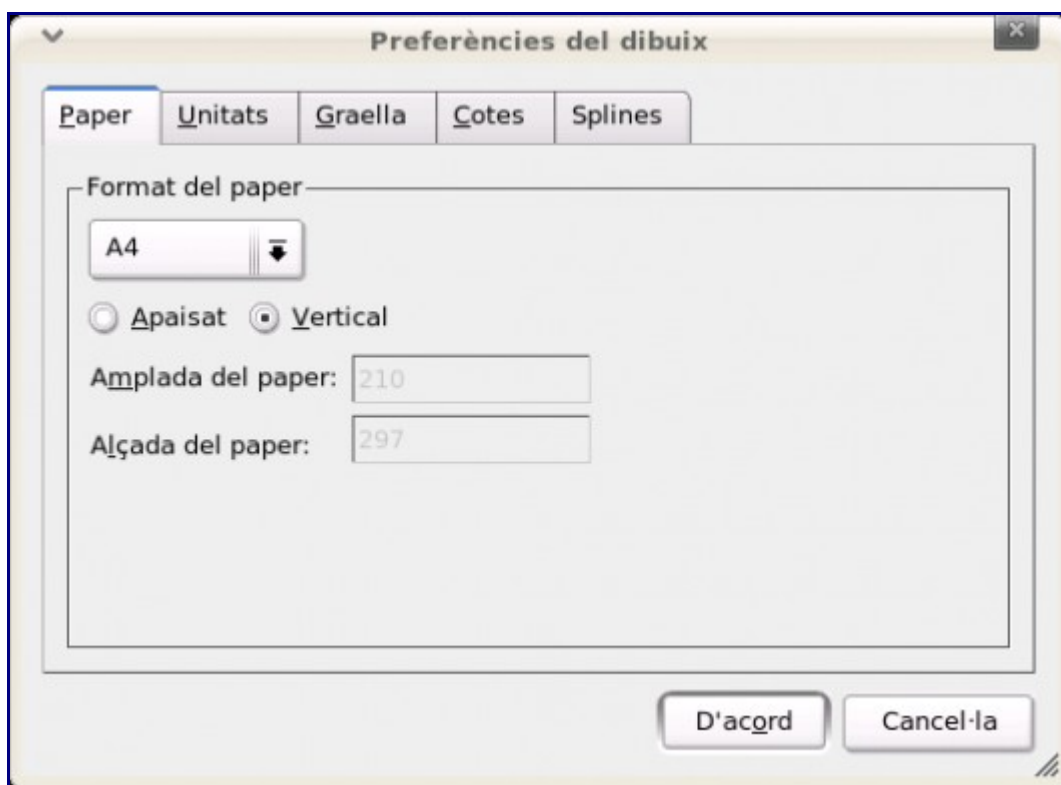 Preferències del dibuix
Paper Unitats Graella Cotes Splines
Format del paper
A4
Apaisat Vertical
Amplada del paper: 210
Alçada del paper: 297
D'acord Cancel·la